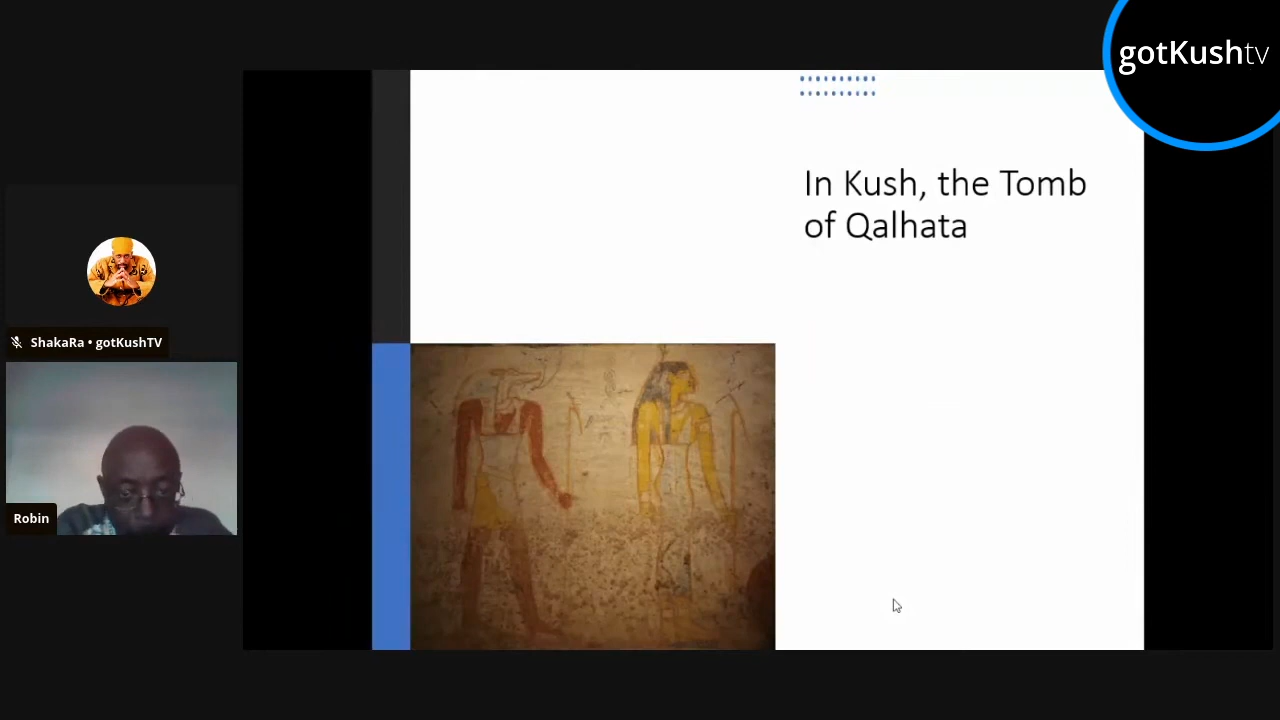 gotKushtv
In Kush, the Tomb
of Qalhata
ShakaRa • gotKushTV
Robin